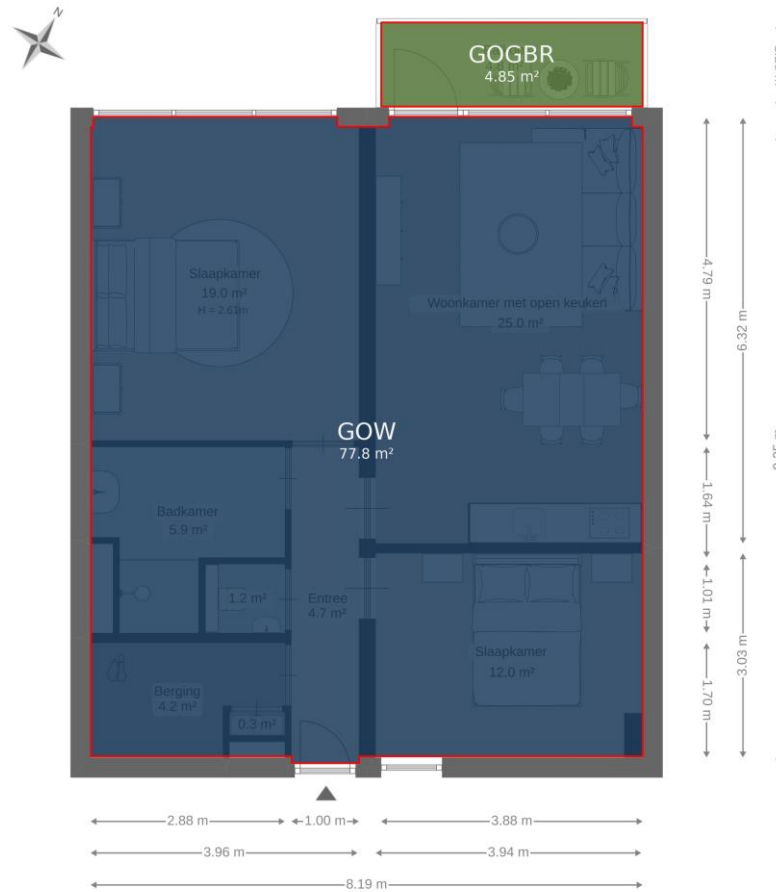 N
GOGBR
4.85 m²
Slaapkamer
19.0 m²
H = 2.61m
Woonkamer met open keuken
25.0 m²
GOW
77.8 m²
Badkamer
5.9 m²
1.2 m²
Entree
4.7 m²
Slaapkamer
12.0 m²
Berging
4.2 m²
0.3 m²
4.79 m
6.32 m
1.64 m
1.01 m
3.03 m
1.70 m
2.88 m
1.00 m
3.88 m
3.96 m
3.94 m
8.19 m